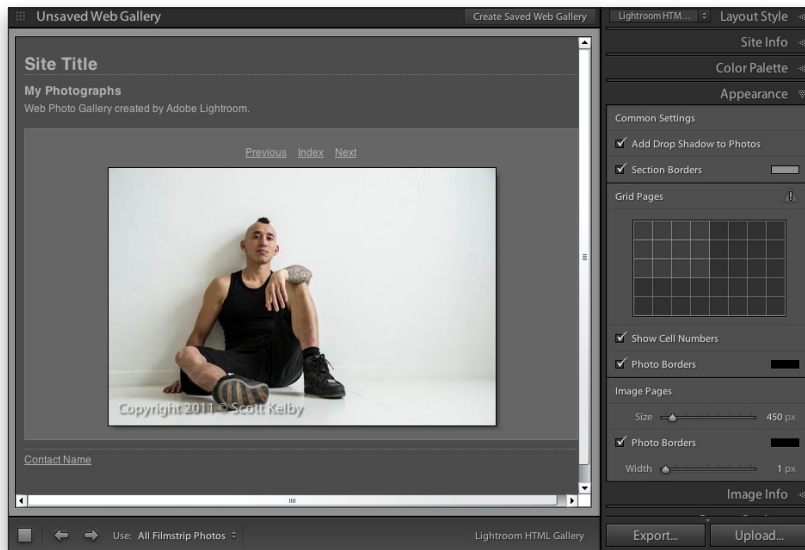 Unsaved Web Gallery
Create Saved Web Gallery
Site Title
My Photographs
Web Photo Gallery created by Adobe Lightroom.
Previous Index Next
Copyright 2011 © Scott Kelby
Contact Name
Use: All Filmstrip Photos
Lightroom HTML Gallery
Lightroom HTM... Layout Style
Site Info
Color Palette
Appearance
Common Settings
Add Drop Shadow to Photos
Section Borders
Grid Pages
Show Cell Numbers
Photo Borders
Image Pages
Size 450 px
Photo Borders
Width 1 px
Image Info
Export... Upload...